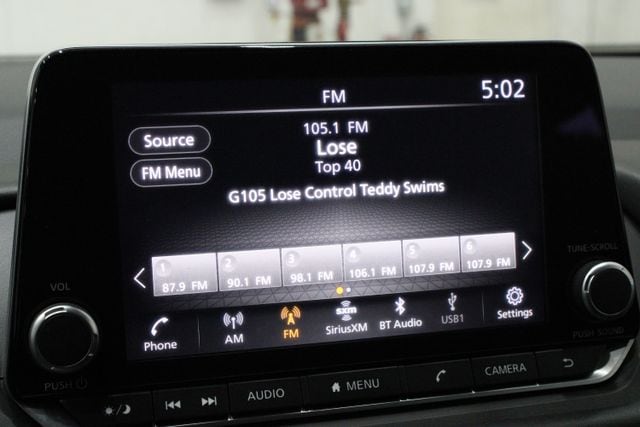 FM
5:02
105.1 FM
Source
Lose
Top 40
FM Menu
G105 Lose Control Teddy Swims
1 2 3 4 5 6
87.9 FM 90.1 FM 98.1 FM 106.1 FM 107.9 FM 107.9 FM
TUNE·SCROLL
VOL
sxm
Phone AM FM SiriusXM BT Audio USB1 Settings
PUSH SOUND
PUSH
AUDIO MENU CAMERA